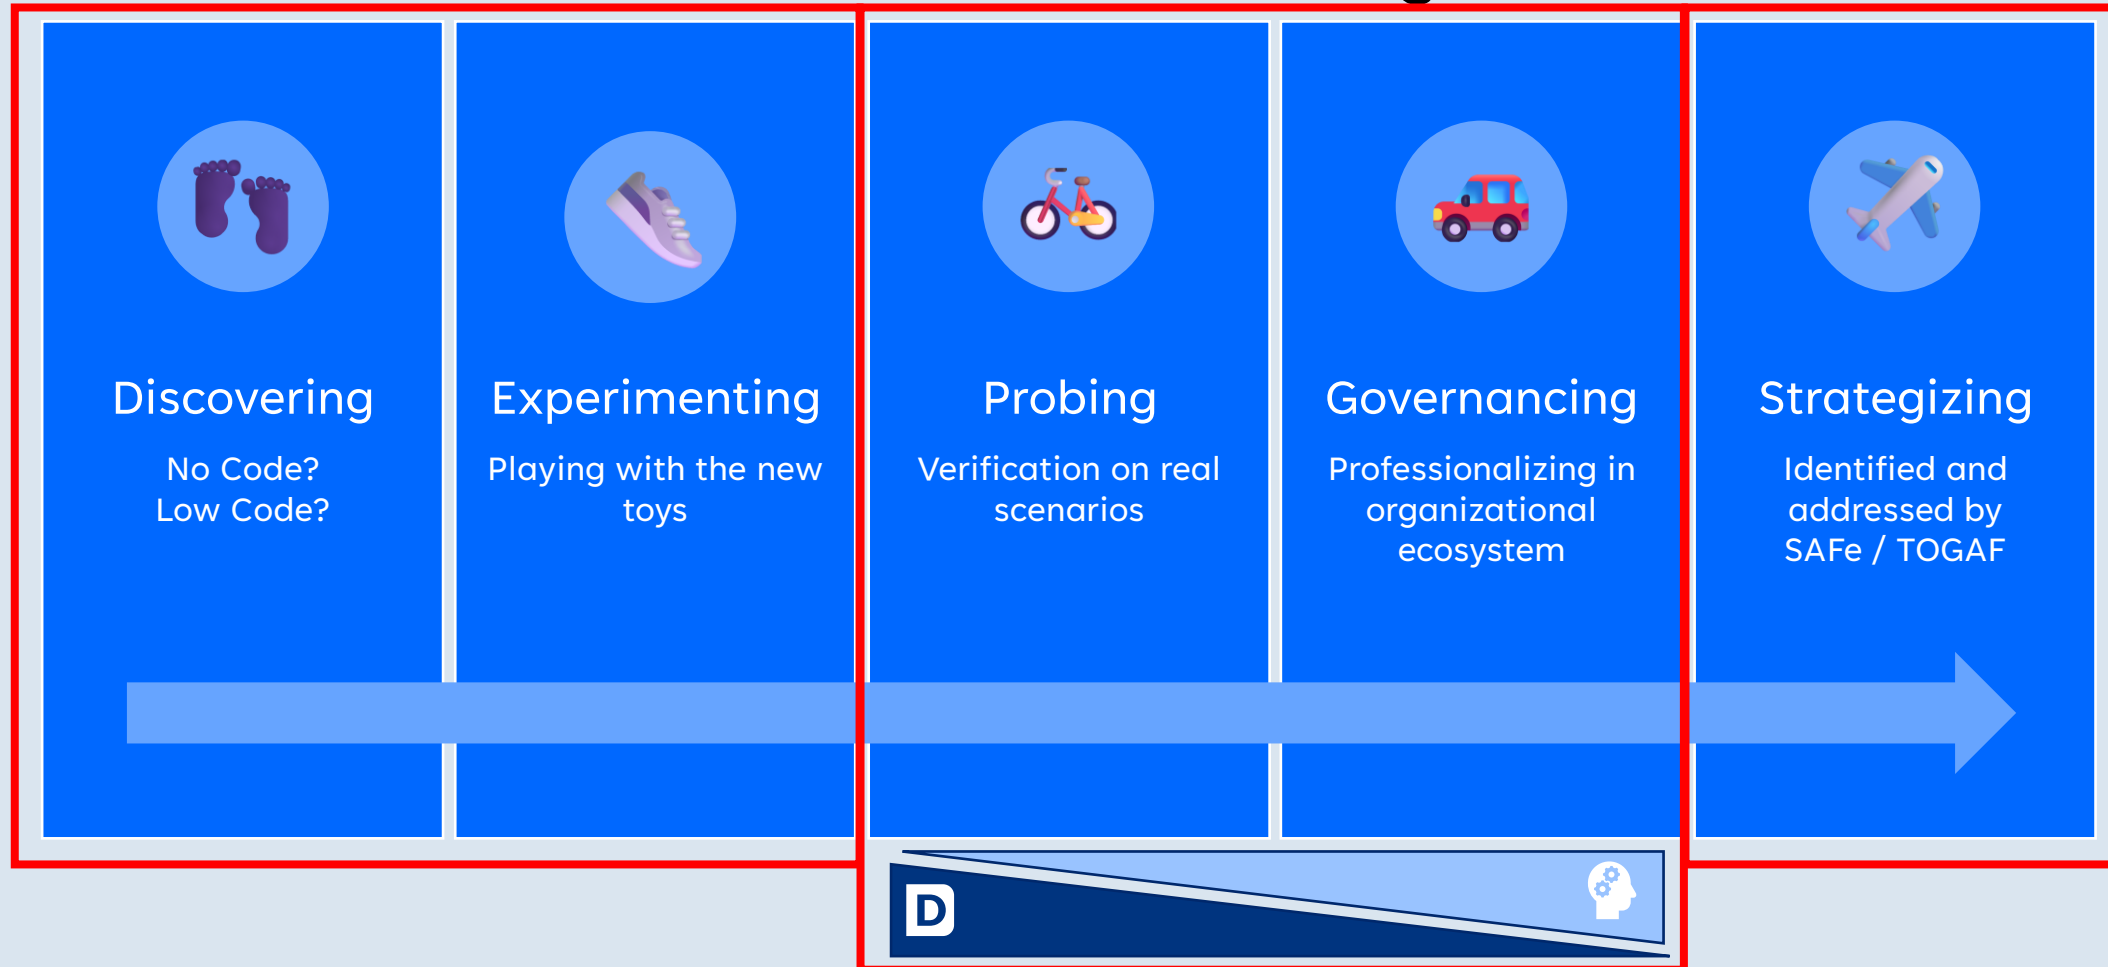 Discovering
No Code?
Low Code?
Experimenting
Playing with the new
toys
Probing
Verification on real
scenarios
Governancing
Professionalizing in
organizational
ecosystem
Strategizing
Identified and
addressed by
SAFe / TOGAF
D